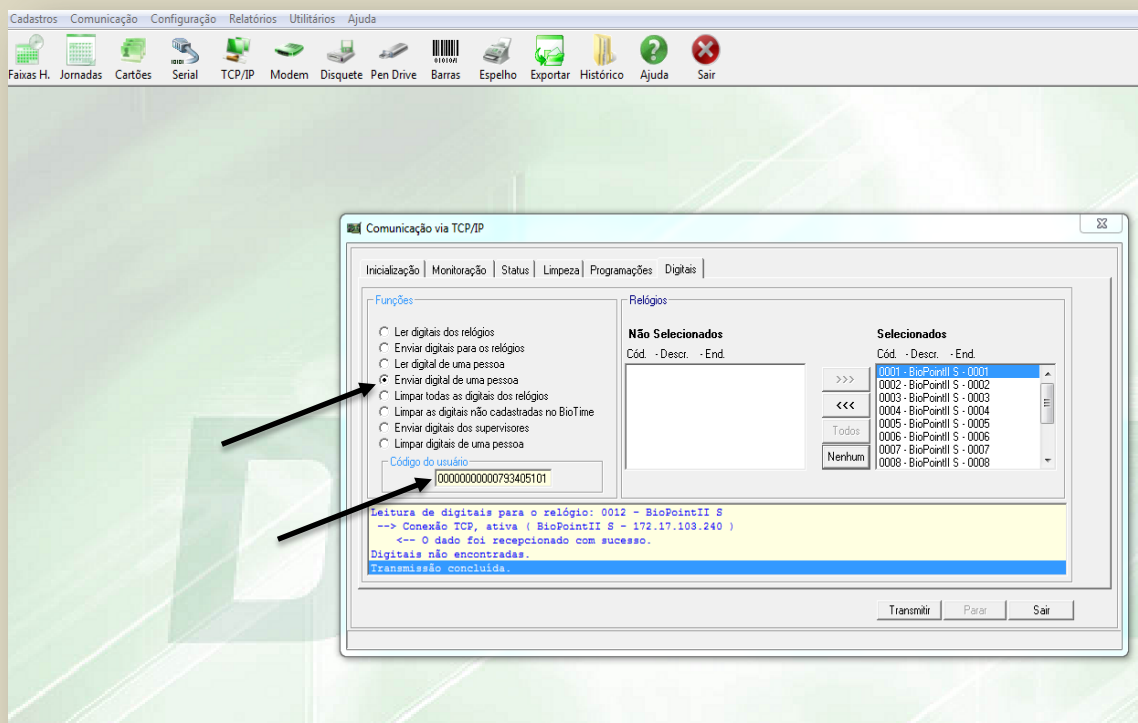 Cadastros Comunicação Configuração Relatórios Utilitários Ajuda
Faixas H. Jornadas Cartões Serial TCP/IP Modem Disquete Pen Drive Barras Espelho Exportar Histórico Ajuda Sair
Comunicação via TCP/IP
Inicialização Monitoração Status Limpeza Programações Digitais
Funções
Ler digitais dos relógios
Enviar digitais para os relógios
Ler digital de uma pessoa
Enviar digital de uma pessoa
Limpar todas as digitais dos relógios
Limpar as digitais não cadastradas no BioTime
Enviar digitais dos supervisores
Limpar digitais de uma pessoa
Código do usuário
00000000000793405101
Relógios
Não Selecionados
Cód. - Descr. - End.
>>>
<<<
Todos
Nenhum
Selecionados
Cód. - Descr. - End.
0001 - BioPointII S - 0001
0002 - BioPointII S - 0002
0003 - BioPointII S - 0003
0004 - BioPointII S - 0004
0005 - BioPointII S - 0005
0006 - BioPointII S - 0006
0007 - BioPointII S - 0007
0008 - BioPointII S - 0008
Leitura de digitais para o relógio: 0012 - BioPointII S
--> Conexão TCP, ativa ( BioPointII S - 172.17.103.240 )
<-- O dado foi recepcionado com sucesso.
Digitais não encontradas.
Transmissão concluída.
Transmitir Parar Sair